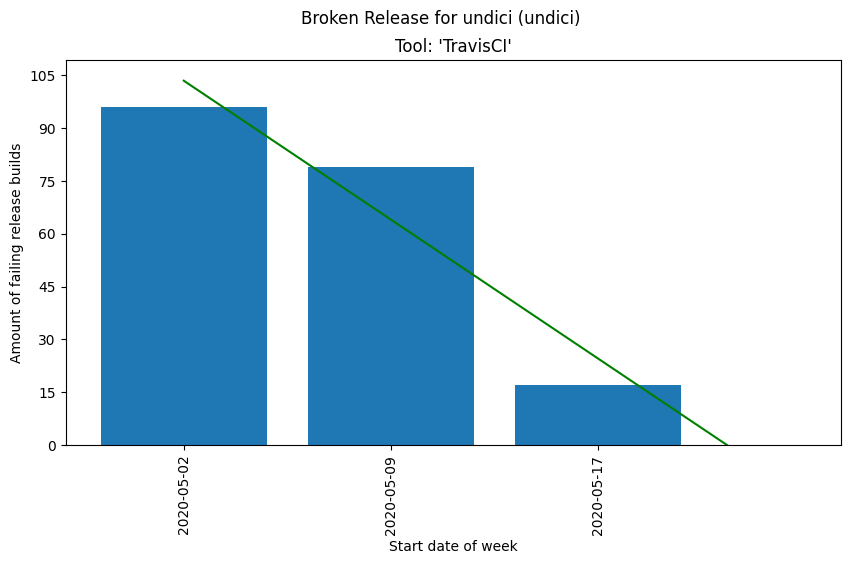 Broken Release for undici (undici)
Tool: 'TravisCI'
105
90
75
60
45
30
15
0
Amount of failing release builds
2020-05-02
2020-05-09
2020-05-17
Start date of week